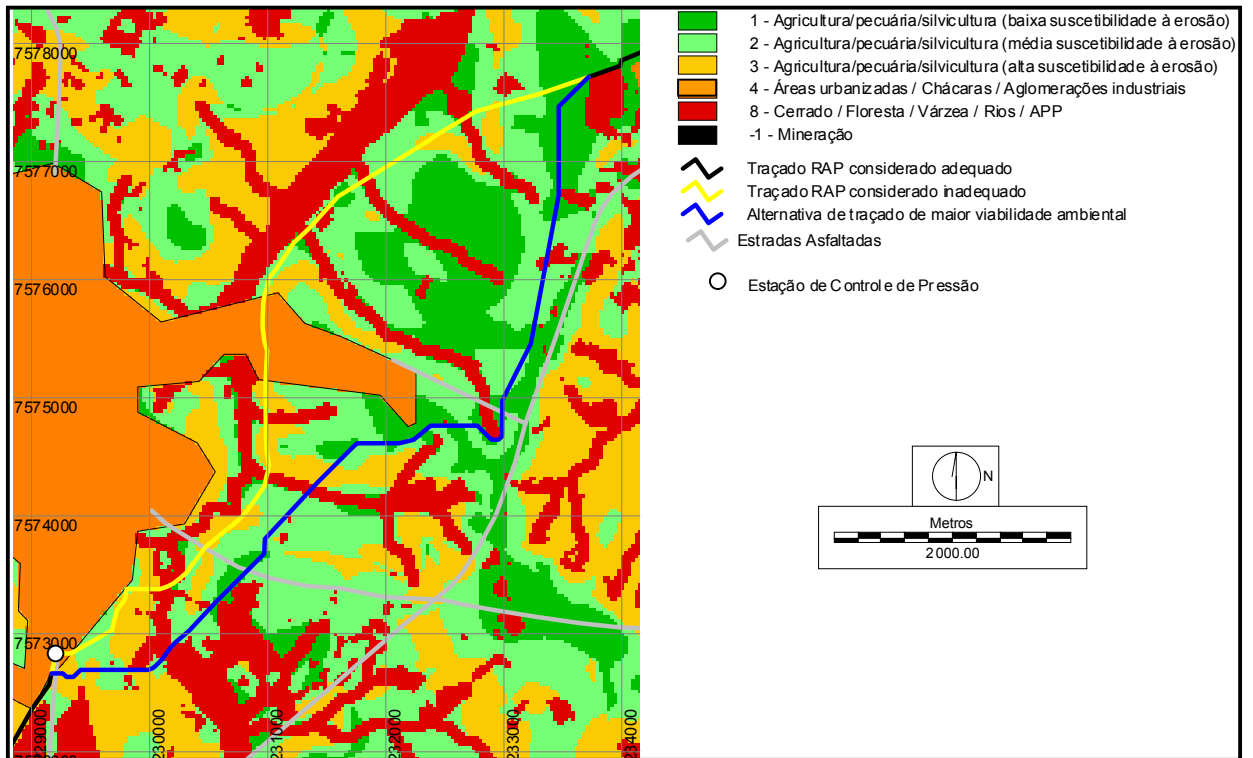 7578000
7577000
7576000
7575000
7574000
7573000
229000
230000
231000
232000
233000
234000
1 - Agricultura/pecuária/silvicultura (baixa suscetibilidade à erosão)
2 - Agricultura/pecuária/silvicultura (média suscetibilidade à erosão)
3 - Agricultura/pecuária/silvicultura (alta suscetibilidade à erosão)
4 - Áreas urbanizadas / Chácaras / Aglomerações industriais
8 - Cerrado / Floresta / Várzea / Rios / APP
-1 - Mineração
Traçado RAP considerado adequado
Traçado RAP considerado inadequado
Alternativa de traçado de maior viabilidade ambiental
Estradas Asfaltadas
Estação de Controle de Pressão
N
Metros
2000.00